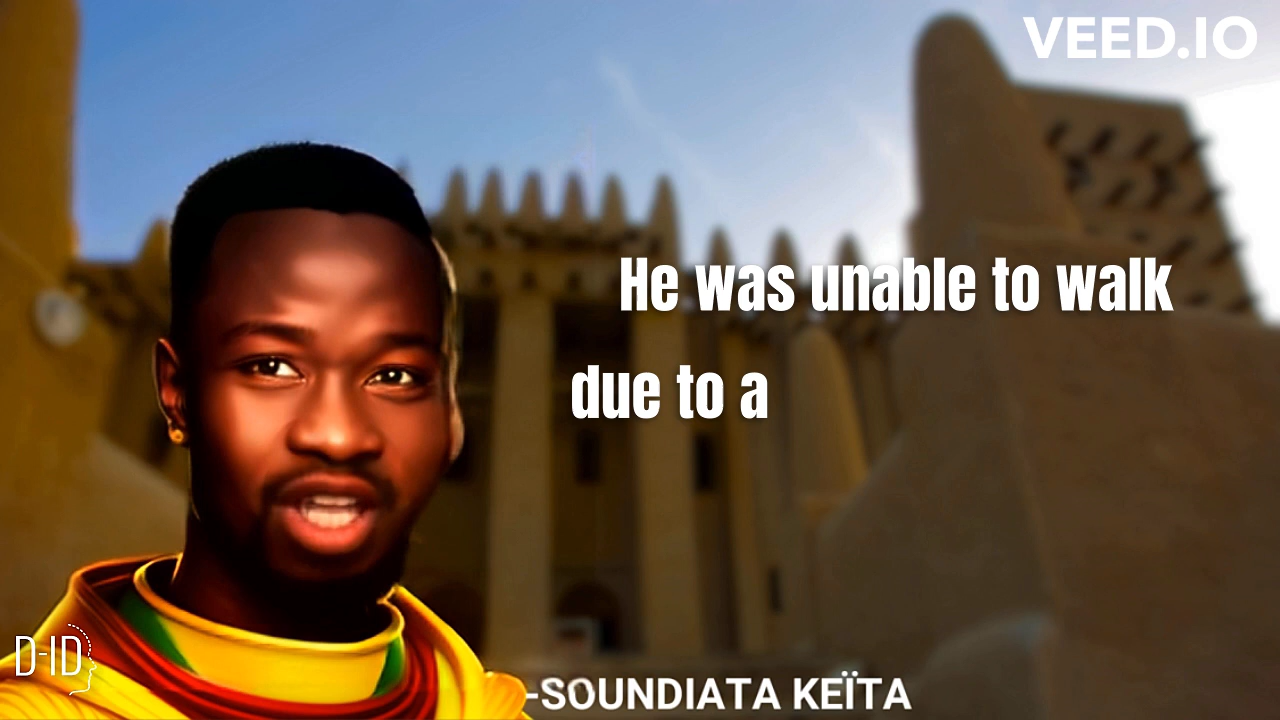 VEED.IO
He was unable to walk
due to a
D-ID
-SOUNDIATA KEÏTA